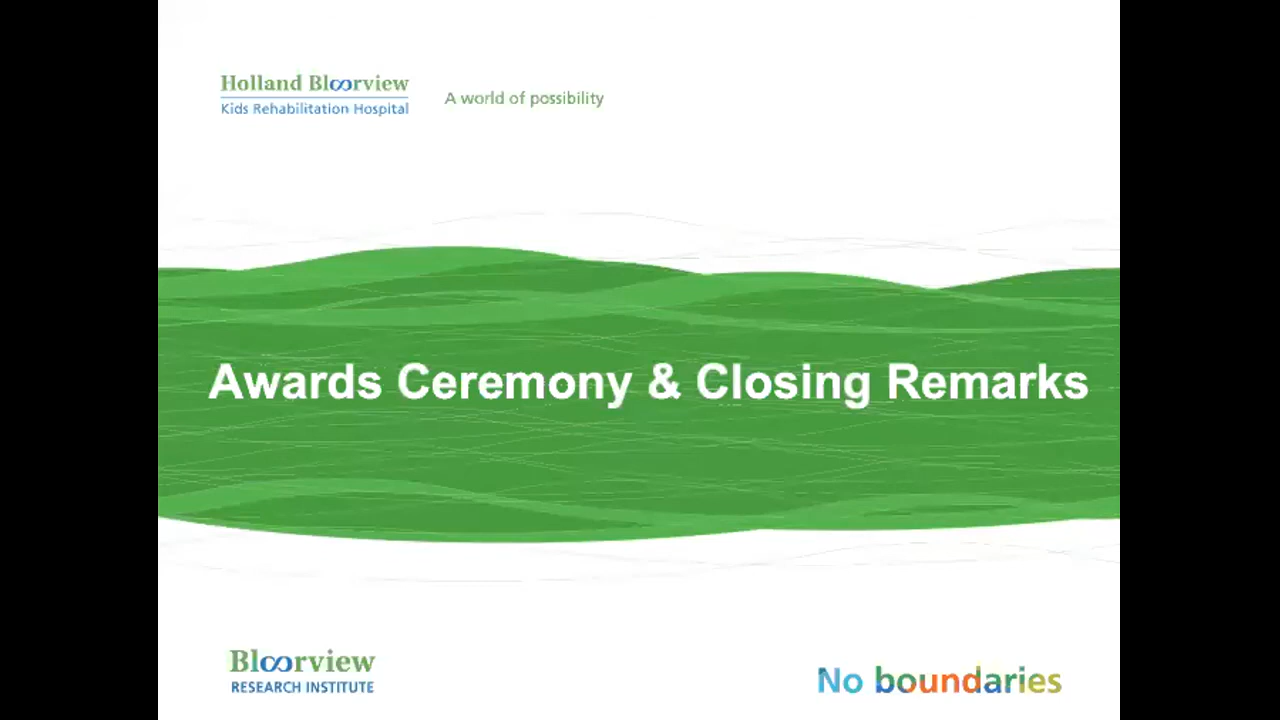 Holland Bloorview
Kids Rehabilitation Hospital
A world of possibility
Awards Ceremony & Closing Remarks
Bloorview
RESEARCH INSTITUTE
No boundaries